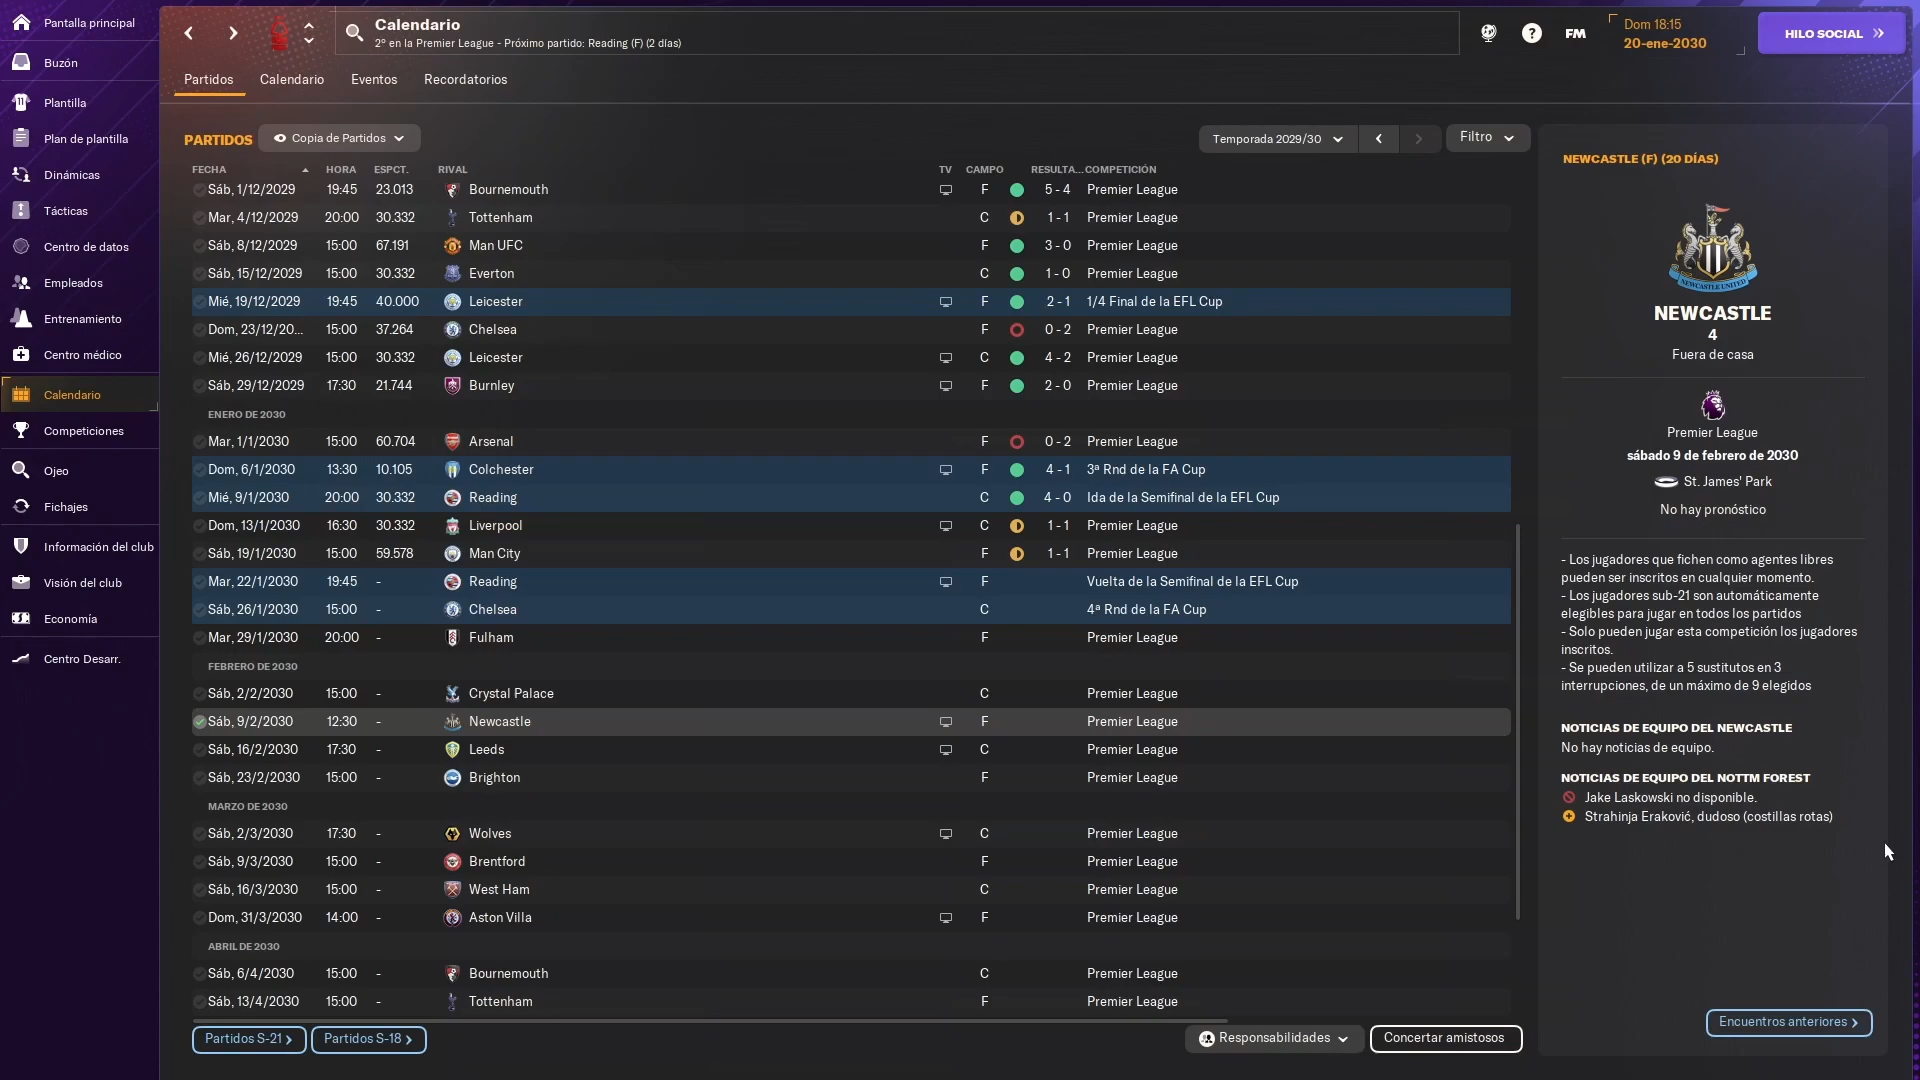 Pantalla principal
Buzón
Plantilla
Plan de plantilla
Dinámicas
Tácticas
Centro de datos
Empleados
Entrenamiento
Centro médico
Calendario
Competiciones
Ojeo
Fichajes
Información del club
Visión del club
Economía
Centro Desarr.
Calendario
2º en la Premier League - Próximo partido: Reading (F) (2 días)
? FM
Dom 18:15
20-ene-2030
HILO SOCIAL
Partidos Calendario Eventos Recordatorios
PARTIDOS Copia de Partidos Temporada 2029/30 Filtro
FECHA HORA ESPCT. RIVAL TV CAMPO RESULTA... COMPETICIÓN
Sáb, 1/12/2029 19:45 23.013 Bournemouth F 5 - 4 Premier League
Mar, 4/12/2029 20:00 30.332 Tottenham C 1 - 1 Premier League
Sáb, 8/12/2029 15:00 67.191 Man UFC F 3 - 0 Premier League
Sáb, 15/12/2029 15:00 30.332 Everton C 1 - 0 Premier League
Mié, 19/12/2029 19:45 40.000 Leicester F 2 - 1 1/4 Final de la EFL Cup
Dom, 23/12/20... 15:00 37.264 Chelsea F 0 - 2 Premier League
Mié, 26/12/2029 15:00 30.332 Leicester C 4 - 2 Premier League
Sáb, 29/12/2029 17:30 21.744 Burnley F 2 - 0 Premier League
ENERO DE 2030
Mar, 1/1/2030 15:00 60.704 Arsenal F 0 - 2 Premier League
Dom, 6/1/2030 13:30 10.105 Colchester F 4 - 1 3ª Rnd de la FA Cup
Mié, 9/1/2030 20:00 30.332 Reading C 4 - 0 Ida de la Semifinal de la EFL Cup
Dom, 13/1/2030 16:30 30.332 Liverpool C 1 - 1 Premier League
Sáb, 19/1/2030 15:00 59.578 Man City F 1 - 1 Premier League
Mar, 22/1/2030 19:45 - Reading F Vuelta de la Semifinal de la EFL Cup
Sáb, 26/1/2030 15:00 - Chelsea C 4ª Rnd de la FA Cup
Mar, 29/1/2030 20:00 - Fulham F Premier League
FEBRERO DE 2030
Sáb, 2/2/2030 15:00 - Crystal Palace C Premier League
Sáb, 9/2/2030 12:30 - Newcastle F Premier League
Sáb, 16/2/2030 17:30 - Leeds C Premier League
Sáb, 23/2/2030 15:00 - Brighton F Premier League
MARZO DE 2030
Sáb, 2/3/2030 17:30 - Wolves C Premier League
Sáb, 9/3/2030 15:00 - Brentford F Premier League
Sáb, 16/3/2030 15:00 - West Ham C Premier League
Dom, 31/3/2030 14:00 - Aston Villa F Premier League
ABRIL DE 2030
Sáb, 6/4/2030 15:00 - Bournemouth C Premier League
Sáb, 13/4/2030 15:00 - Tottenham F Premier League
Partidos S-21 Partidos S-18 Responsabilidades Concertar amistosos
NEWCASTLE (F) (20 DÍAS)
NEWCASTLE UNITED
NEWCASTLE
4
Fuera de casa
Premier League
sábado 9 de febrero de 2030
St. James' Park
No hay pronóstico
- Los jugadores que fichen como agentes libres
pueden ser inscritos en cualquier momento.
- Los jugadores sub-21 son automáticamente
elegibles para jugar en todos los partidos
- Solo pueden jugar esta competición los jugadores
inscritos.
- Se pueden utilizar a 5 sustitutos en 3
interrupciones, de un máximo de 9 elegidos
NOTICIAS DE EQUIPO DEL NEWCASTLE
No hay noticias de equipo.
NOTICIAS DE EQUIPO DEL NOTTM FOREST
Jake Laskowski no disponible.
Strahinja Eraković, dudoso (costillas rotas)
Encuentros anteriores